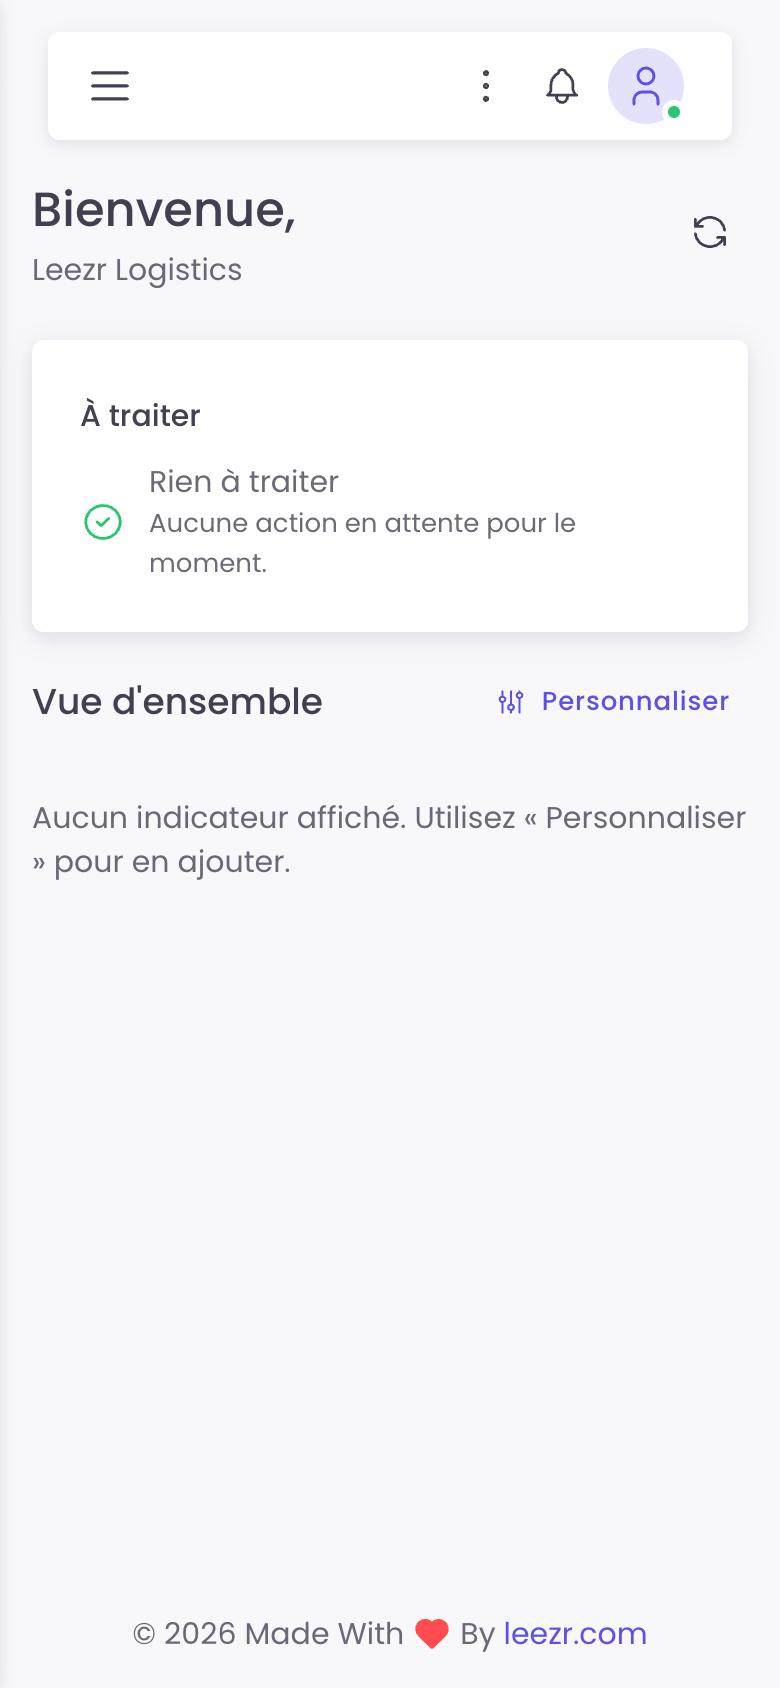 Bienvenue,
Leezr Logistics
À traiter
Rien à traiter
Aucune action en attente pour le
moment.
Vue d'ensemble
Personnaliser
Aucun indicateur affiché. Utilisez « Personnaliser
» pour en ajouter.
© 2026 Made With By leezr.com